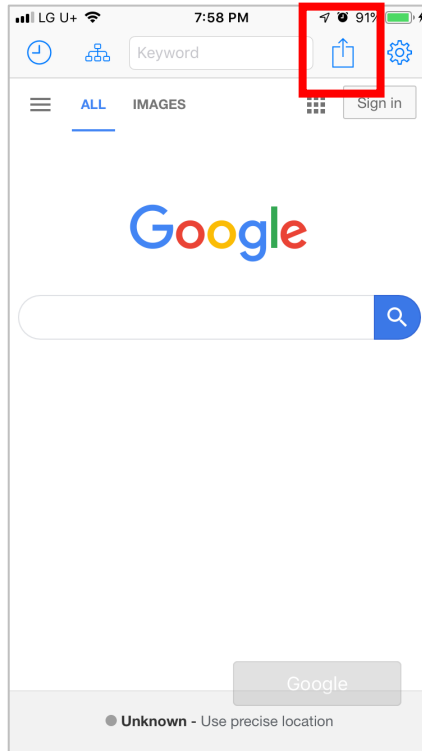 LG U+ 7:58 PM 91%
Keyword
ALL IMAGES Sign in
Google
Google
Unknown - Use precise location